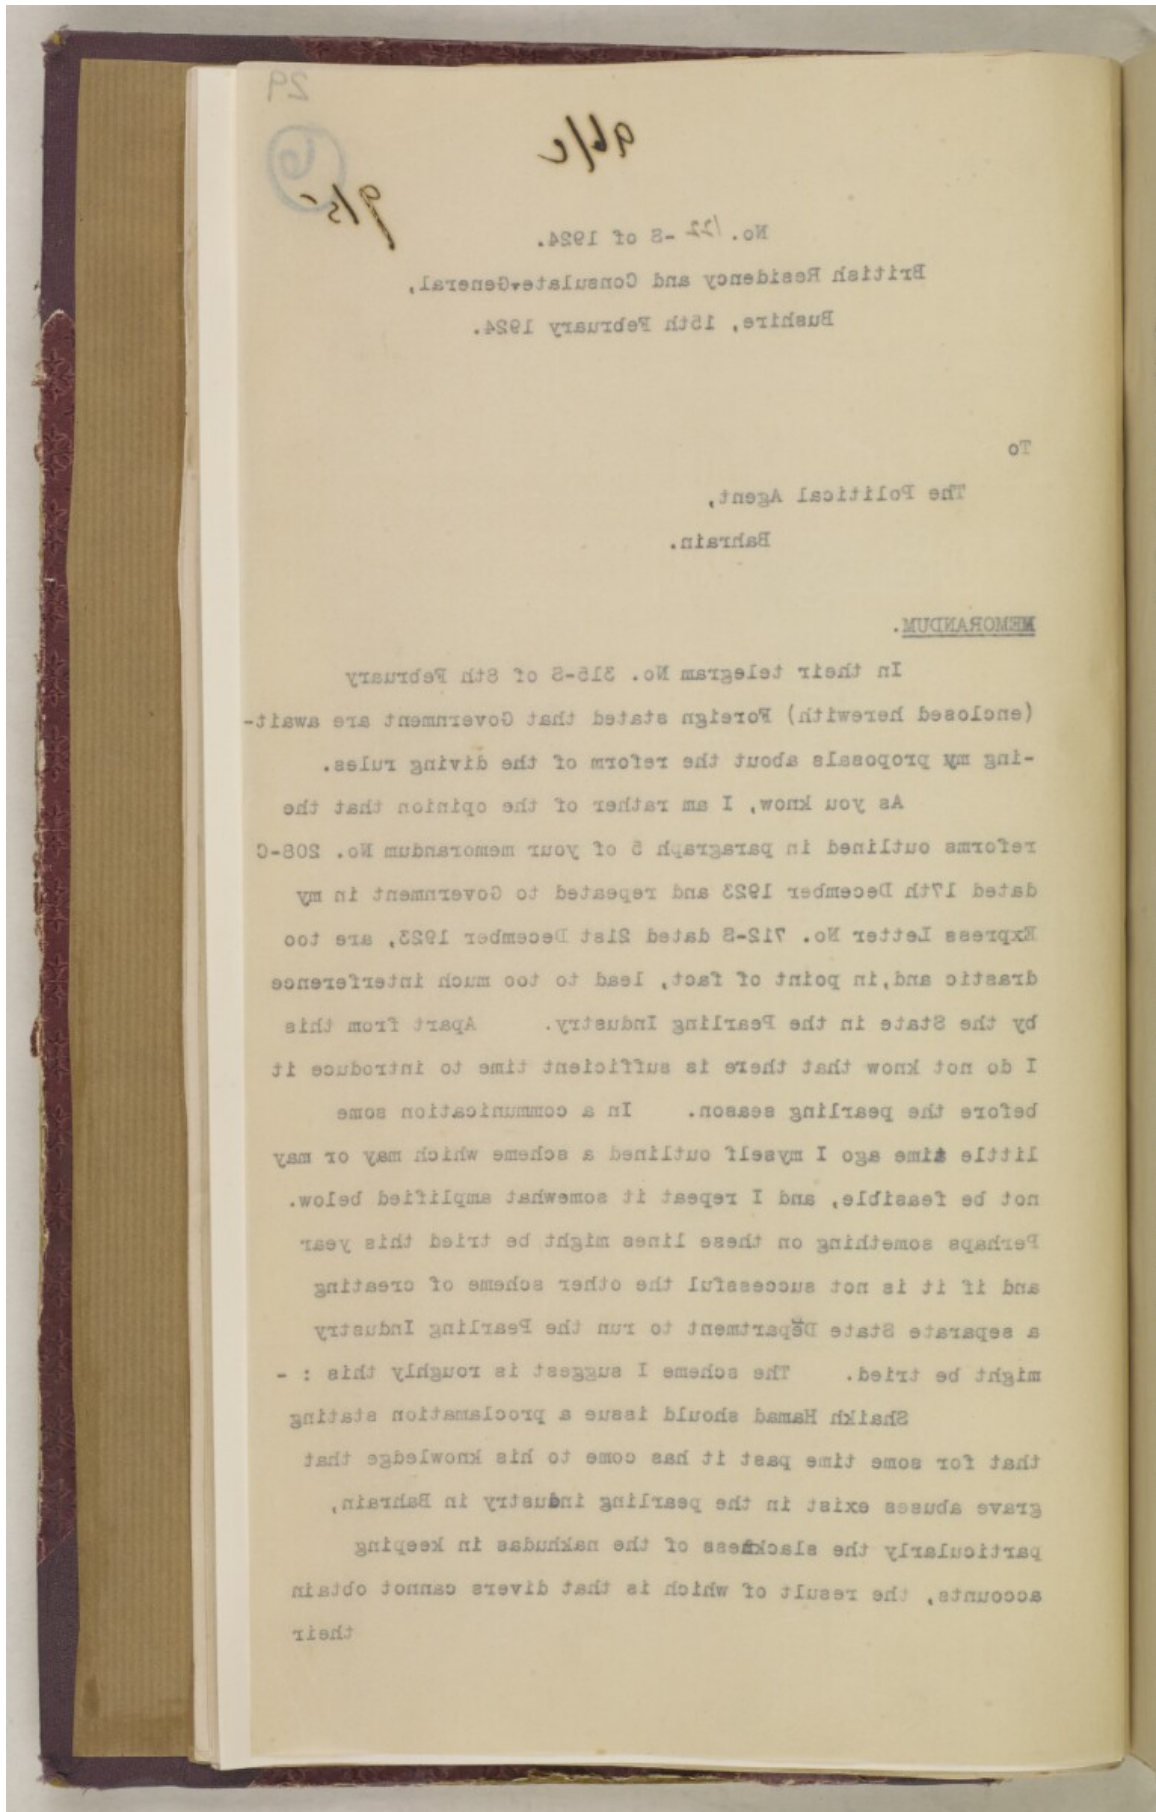 29
96/c
6
9/5
No. 122-S of 1924.
British Residency and Consulate-General,
Bushire, 15th February 1924.
To
The Political Agent,
Bahrain.
MEMORANDUM.
In their telegram No. 315-S of 8th February
(enclosed herewith) Foreign stated that Government are await-
-ing my proposals about the reform of the diving rules.
As you know, I am rather of the opinion that the
reforms outlined in paragraph 5 of your memorandum No. 208-C
dated 17th December 1923 and repeated to Government in my
Express Letter No. 712-S dated 21st December 1923, are too
drastic and,in point of fact, lead to too much interference
by the State in the Pearling Industry. Apart from this
I do not know that there is sufficient time to introduce it
before the pearling season. In a communication some
little time ago I myself outlined a scheme which may or may
not be feasible, and I repeat it somewhat amplified below.
Perhaps something on these lines might be tried this year
and if it is not successful the other scheme of creating
a separate State Department to run the Pearling Industry
might be tried. The scheme I suggest is roughly this : -
Shaikh Hamad should issue a proclamation stating
that for some time past it has come to his knowledge that
grave abuses exist in the pearling industry in Bahrain,
particularly the slackness of the nakhudas in keeping
accounts, the result of which is that divers cannot obtain
their